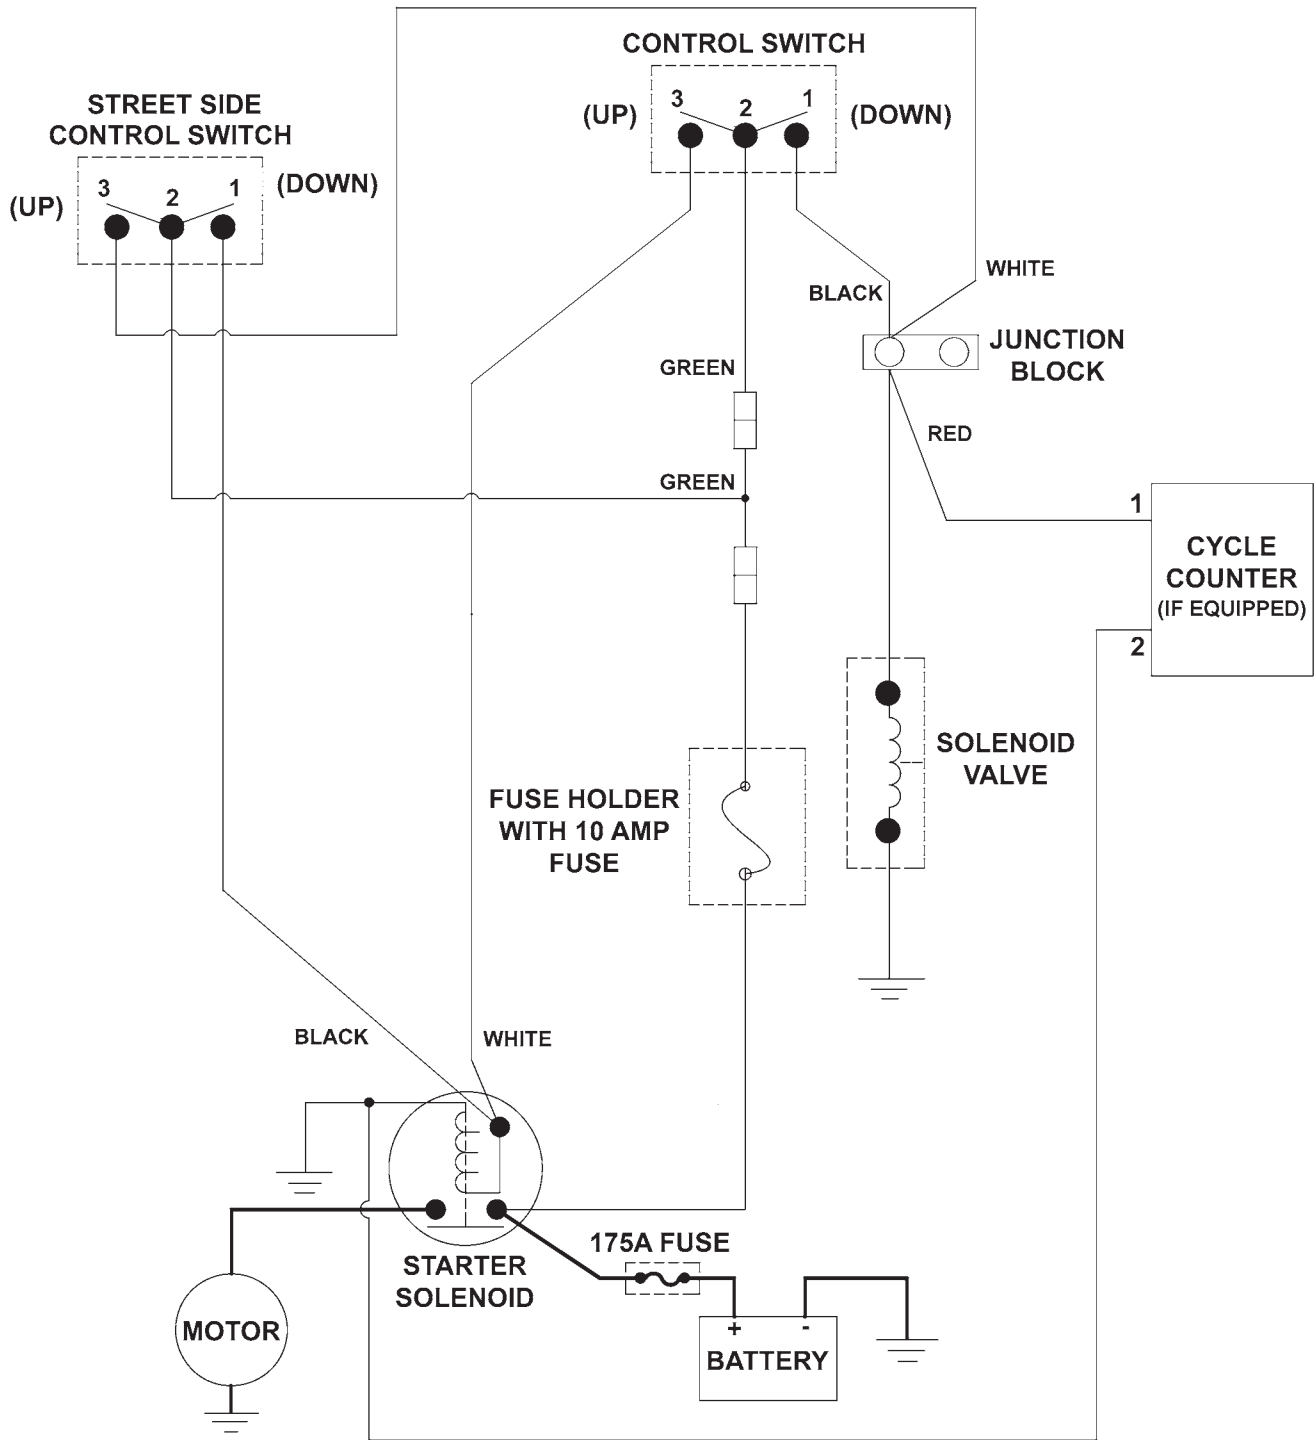 CONTROL SWITCH
3
2
1
(UP)
(DOWN)
STREET SIDE
CONTROL SWITCH
3
2
1
(UP)
(DOWN)
WHITE
BLACK
JUNCTION
BLOCK
GREEN
RED
GREEN
1
CYCLE
COUNTER
(IF EQUIPPED)
2
SOLENOID
VALVE
FUSE HOLDER
WITH 10 AMP
FUSE
BLACK
WHITE
STARTER
SOLENOID
175A FUSE
MOTOR
+
-
BATTERY